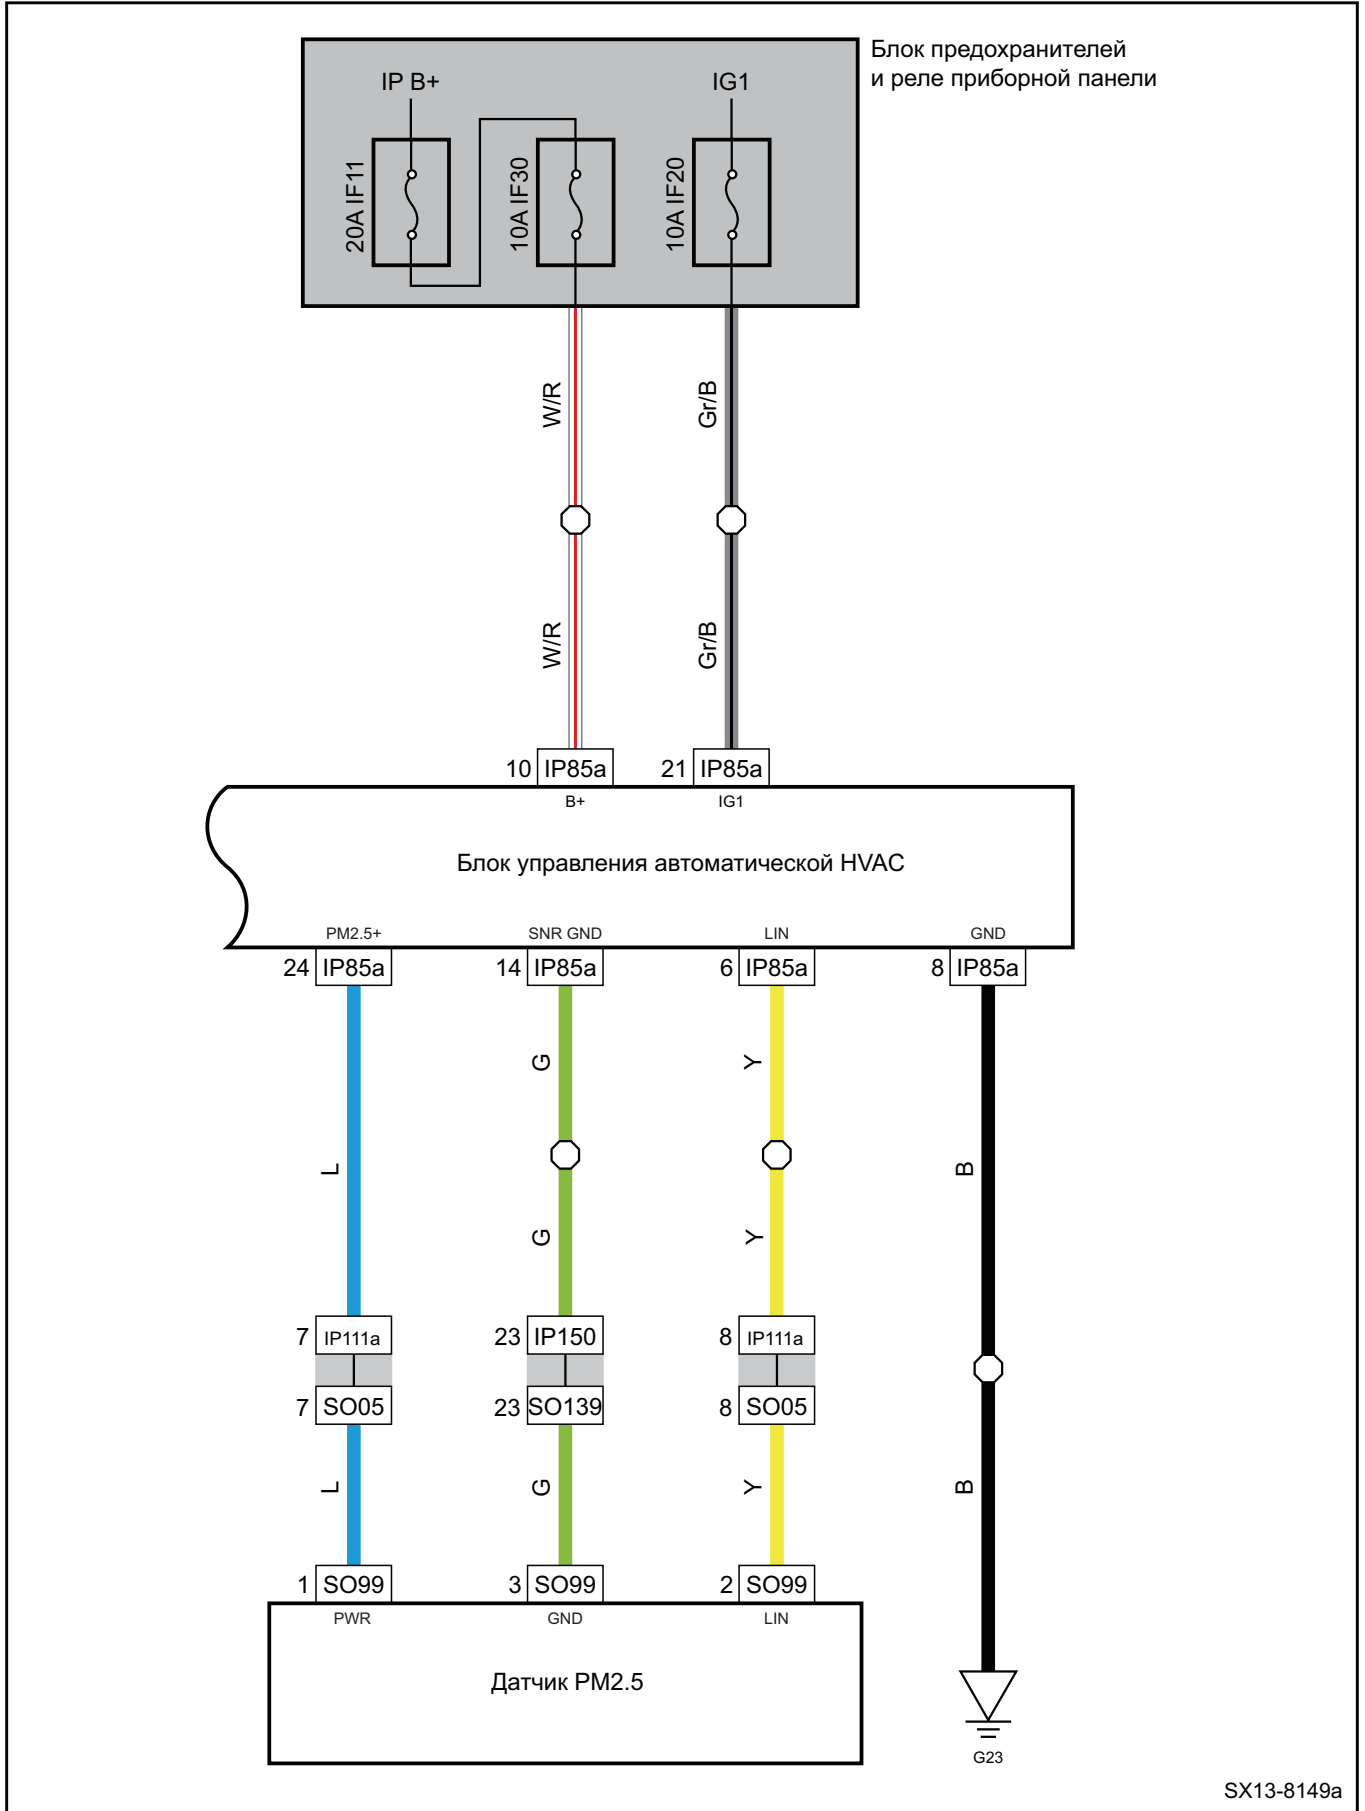 Блок предохранителей
и реле приборной панели
IP B+
IG1
20A IF11
10A IF30
10A IF20
W/R
Gr/B
W/R
Gr/B
10 IP85a
21 IP85a
B+
IG1
Блок управления автоматической HVAC
PM2.5+
SNR GND
LIN
GND
24 IP85a
14 IP85a
6 IP85a
8 IP85a
G
Y
L
B
G
Y
7 IP111a
23 IP150
8 IP111a
7 SO05
23 SO139
8 SO05
L
G
Y
B
1 SO99
3 SO99
2 SO99
PWR
GND
LIN
Датчик PM2.5
G23
SX13-8149a